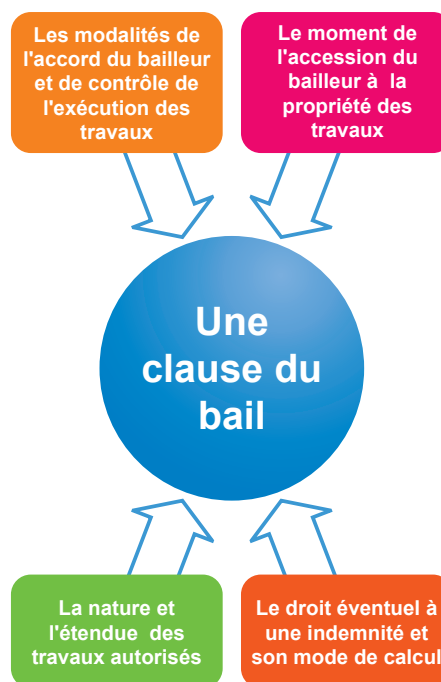 Les modalités de
l'accord du bailleur
et de contrôle de
l'exécution des
travaux
Le moment de
l'accession du
bailleur à la
propriété des
travaux
Une
clause du
bail
La nature et
l'étendue des
travaux autorisés
Le droit éventuel à
une indemnité et
son mode de calcul